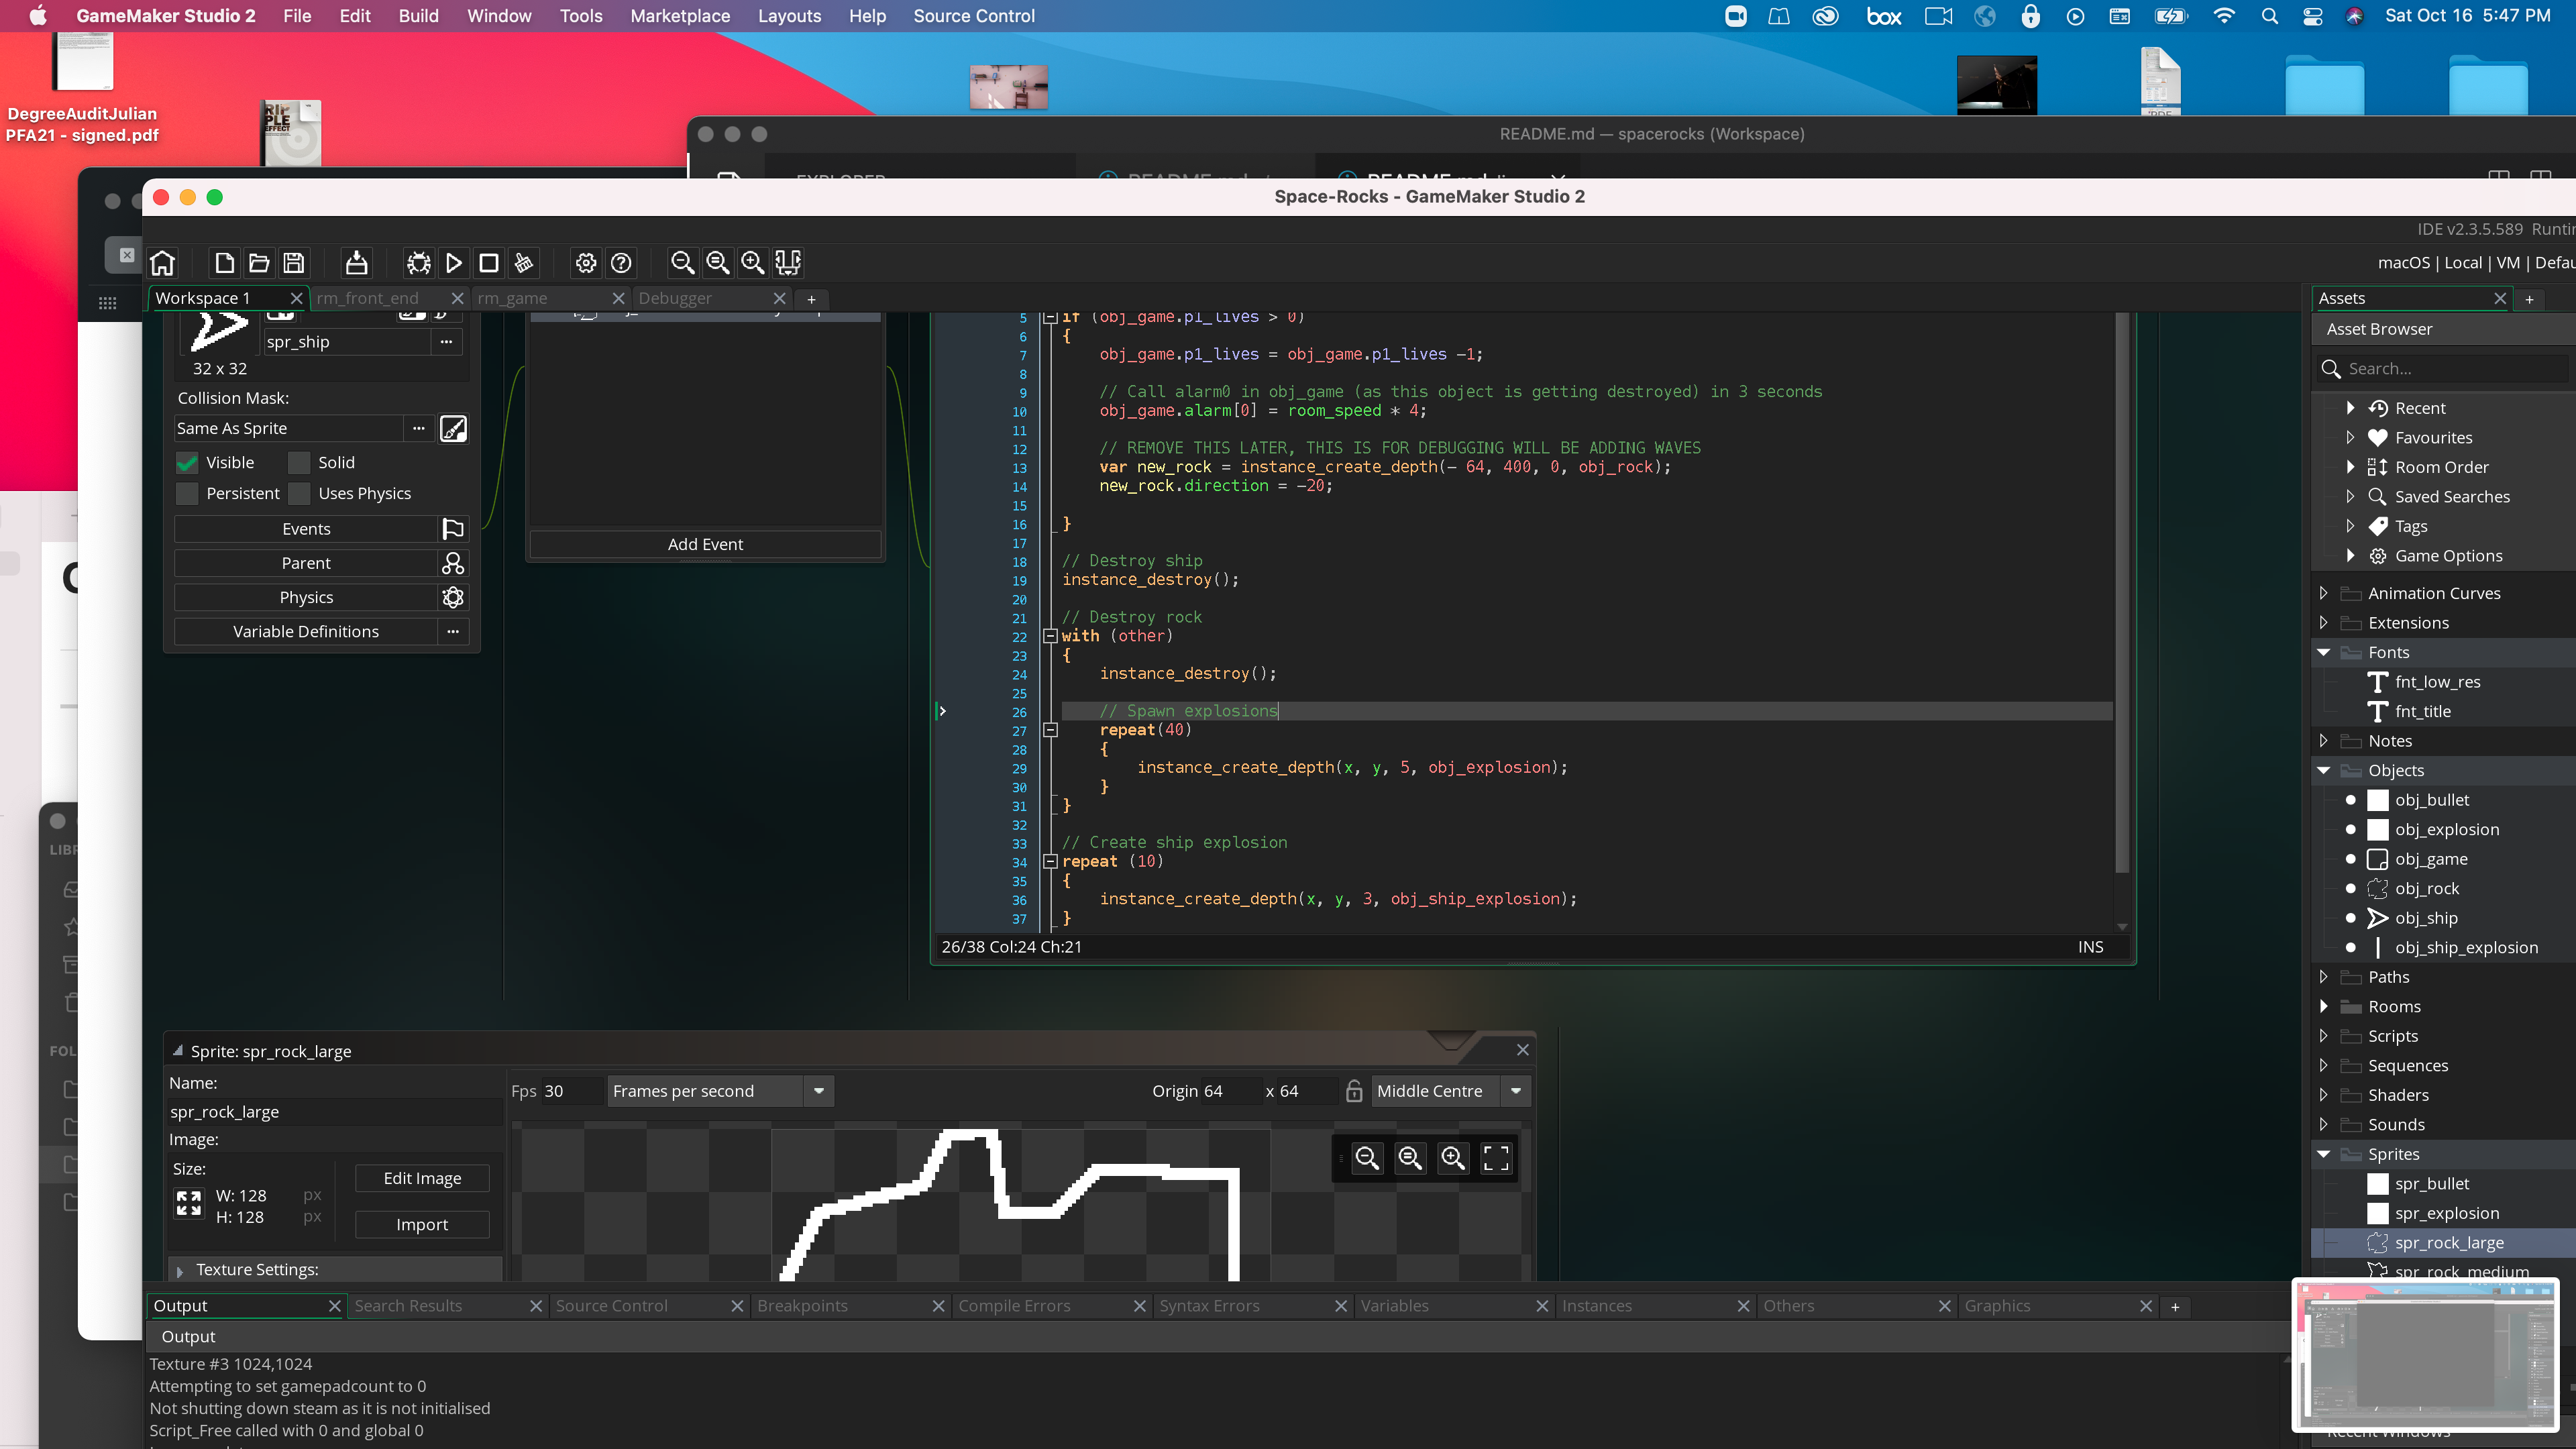 GameMaker Studio 2 File Edit Build Window Tools Marketplace Layouts Help Source Control
box
Sat Oct 16 5:47 PM
DegreeAuditJulian
PFA21 - signed.pdf
README.md — spacerocks (Workspace)
Space-Rocks - GameMaker Studio 2
IDE v2.3.5.589
macOS | Local | VM |
Workspace 1
rm_front_end
rm_game
Debugger
+
spr_ship
32 x 32
Collision Mask:
Same As Sprite
Visible
Solid
Persistent
Uses Physics
Events
Parent
Physics
Variable Definitions
Add Event
5 if (obj_game.p1_lives > 0)
6 {
7 obj_game.p1_lives = obj_game.p1_lives -1;
8
9 // Call alarm0 in obj_game (as this object is getting destroyed) in 3 seconds
10 obj_game.alarm[0] = room_speed * 4;
11
12 // REMOVE THIS LATER, THIS IS FOR DEBUGGING WILL BE ADDING WAVES
13 var new_rock = instance_create_depth(- 64, 400, 0, obj_rock);
14 new_rock.direction = -20;
15
16 }
17
18 // Destroy ship
19 instance_destroy();
20
21 // Destroy rock
22 with (other)
23 {
24 instance_destroy();
25
26 // Spawn explosions
27 repeat(40)
28 {
29 instance_create_depth(x, y, 5, obj_explosion);
30 }
31 }
32
33 // Create ship explosion
34 repeat (10)
35 {
36 instance_create_depth(x, y, 3, obj_ship_explosion);
37 }
26/38 Col:24 Ch:21
INS
Assets
+
Asset Browser
Search...
Recent
Favourites
Room Order
Saved Searches
Tags
Game Options
Animation Curves
Extensions
Fonts
fnt_low_res
fnt_title
Notes
Objects
obj_bullet
obj_explosion
obj_game
obj_rock
obj_ship
obj_ship_explosion
Paths
Rooms
Scripts
Sequences
Shaders
Sounds
Sprites
spr_bullet
spr_explosion
spr_rock_large
spr_rock_medium
Sprite: spr_rock_large
Name:
spr_rock_large
Image:
Size:
W: 128 px
H: 128 px
Edit Image
Import
Texture Settings:
Fps 30
Frames per second
Origin 64 x 64
Middle Centre
Output
Search Results
Source Control
Breakpoints
Compile Errors
Syntax Errors
Variables
Instances
Others
Graphics
+
Output
Texture #3 1024,1024
Attempting to set gamepadcount to 0
Not shutting down steam as it is not initialised
Script_Free called with 0 and global 0